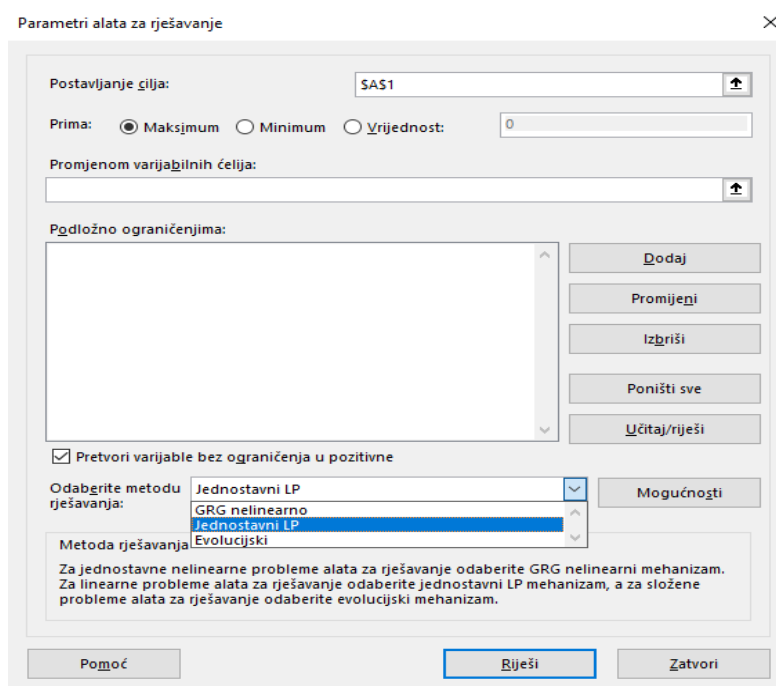 Parametri alata za rješavanje
Postavljanje cilja:
$A$1
Prima:
Maksimum
Minimum
Vrijednost:
0
Promjenom varijabilnih ćelija:
Podložno ograničenjima:
Dodaj
Promijeni
Izbriši
Poništi sve
Učitaj/riješi
Pretvori varijable bez ograničenja u pozitivne
Odaberite metodu
rješavanja:
Jednostavni LP
GRG nelinearno
Jednostavni LP
Evolucijski
Mogućnosti
Metoda rješavanja
Za jednostavne nelinearne probleme alata za rješavanje odaberite GRG nelinearni mehanizam.
Za linearne probleme alata za rješavanje odaberite jednostavni LP mehanizam, a za složene
probleme alata za rješavanje odaberite evolucijski mehanizam.
Pomoć
Riješi
Zatvori